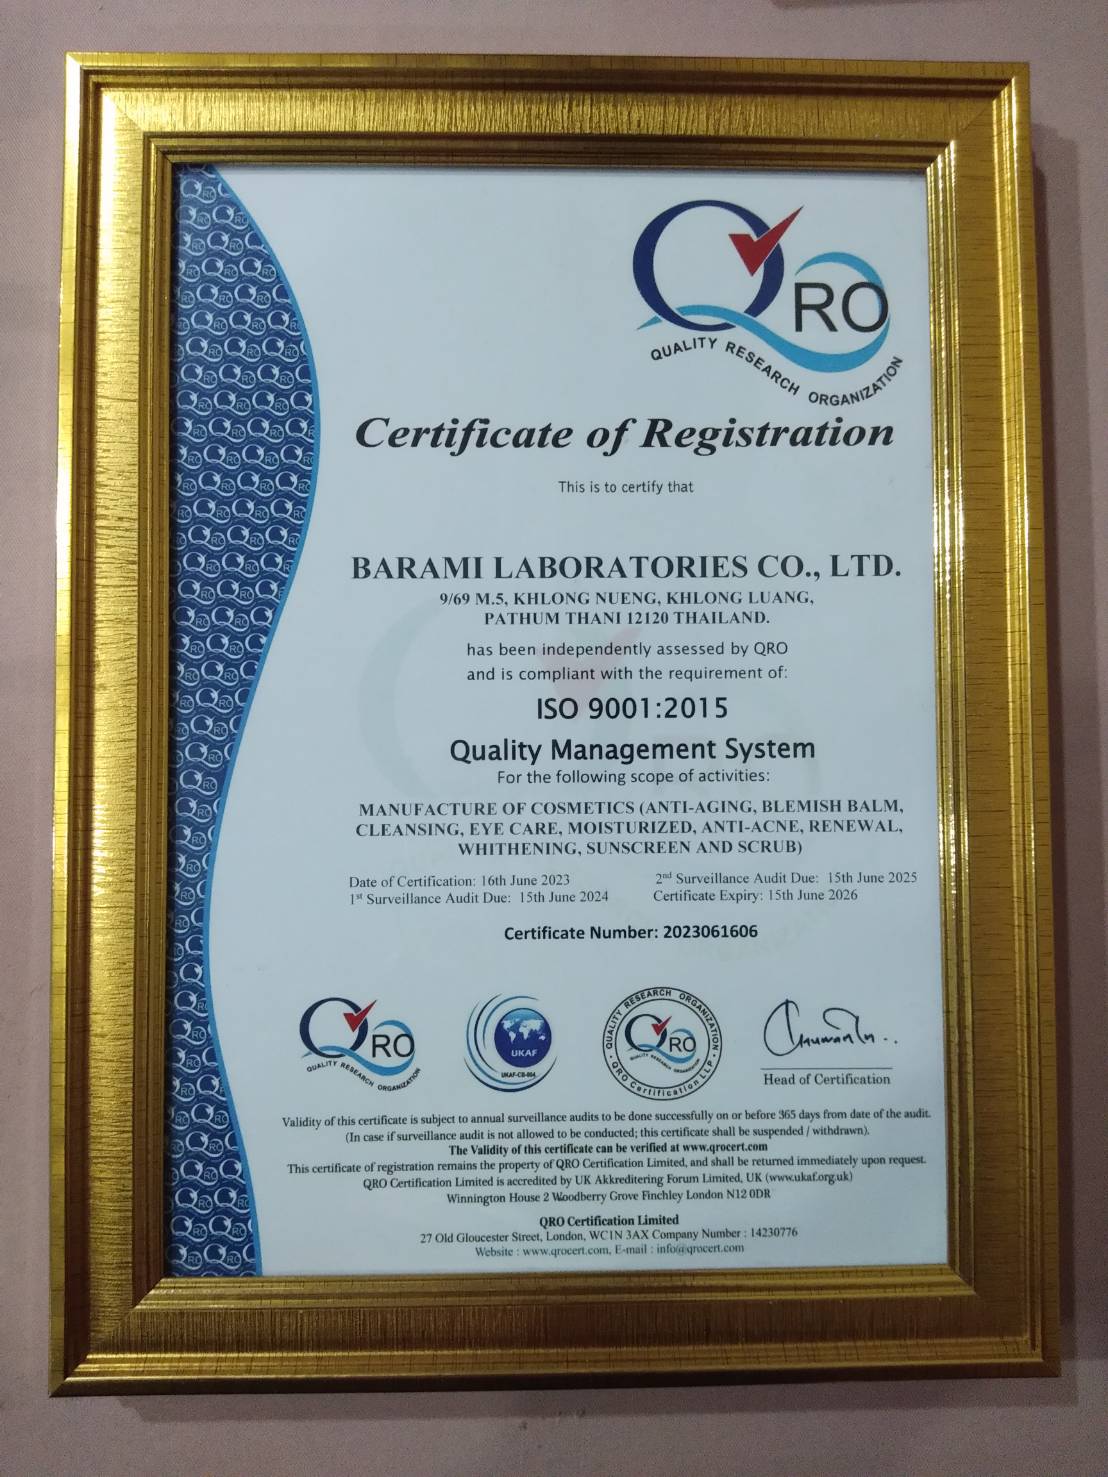 QRO
QUALITY RESEARCH ORGANIZATION
Certificate of Registration
This is to certify that
BARAMI LABORATORIES CO., LTD.
9/69 M.5, KHLONG NUENG, KHLONG LUANG,
PATHUM THANI 12120 THAILAND.
has been independently assessed by QRO
and is compliant with the requirement of:
ISO 9001:2015
Quality Management System
For the following scope of activities:
MANUFACTURE OF COSMETICS (ANTI-AGING, BLEMISH BALM,
CLEANSING, EYE CARE, MOISTURIZED, ANTI-ACNE, RENEWAL,
WHITHENING, SUNSCREEN AND SCRUB)
Date of Certification: 16th June 2023
2nd Surveillance Audit Due: 15th June 2025
1st Surveillance Audit Due: 15th June 2024
Certificate Expiry: 15th June 2026
Certificate Number: 2023061606
QRO
QUALITY RESEARCH ORGANIZATION
UKAF
UKAF-CB-004
QUALITY RESEARCH ORGANIZATION
QRO
QUALITY RESEARCH ORGANIZATION
QRO Certification LLP
Head of Certification
Validity of this certificate is subject to annual surveillance audits to be done successfully on or before 365 days from date of the audit.
(In case if surveillance audit is not allowed to be conducted; this certificate shall be suspended / withdrawn).
The Validity of this certificate can be verified at www.qrocert.com
This certificate of registration remains the property of QRO Certification Limited, and shall be returned immediately upon request.
QRO Certification Limited is accredited by UK Akkreditering Forum Limited, UK (www.ukaf.org.uk)
Winnington House 2 Woodberry Grove Finchley London N12 0DR
QRO Certification Limited
27 Old Gloucester Street, London, WC1N 3AX Company Number : 14230776
Website : www.qrocert.com, E-mail : info@qrocert.com